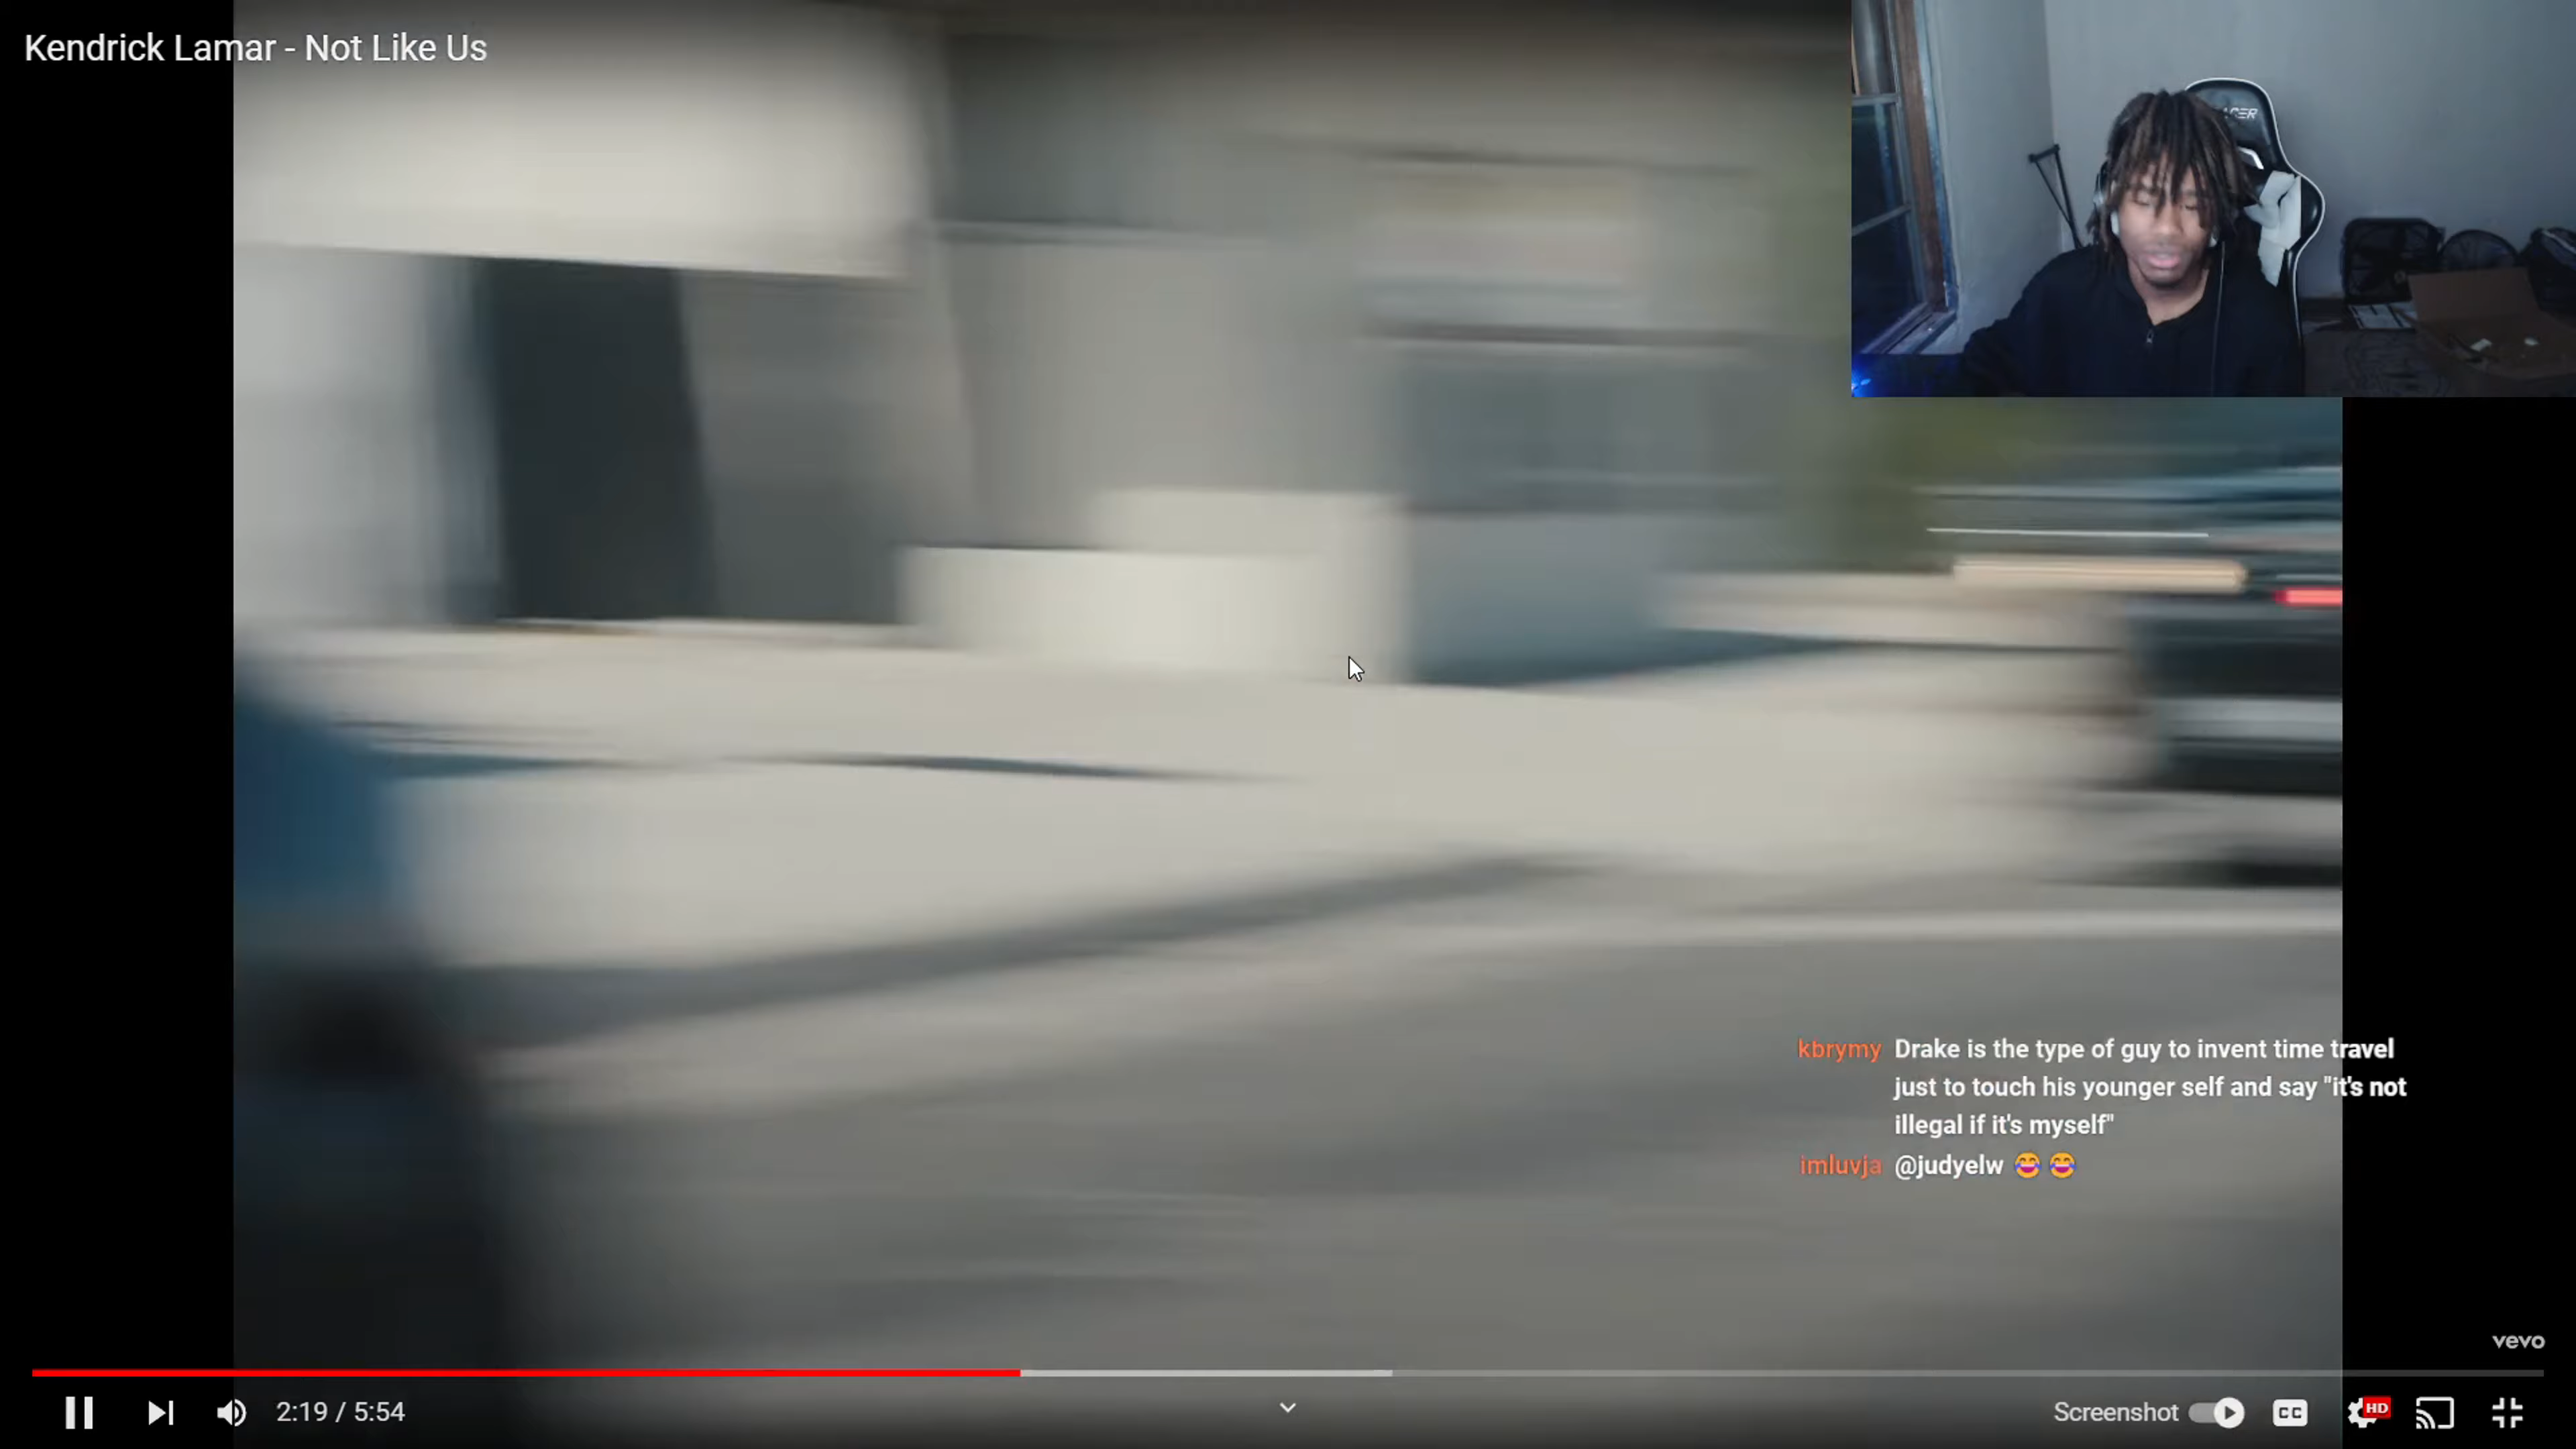 Kendrick Lamar - Not Like Us
kbrymy Drake is the type of guy to invent time travel
just to touch his younger self and say "it's not
illegal if it's myself"
imluvja @judyelw 😂 😂
vevo
2:19 / 5:54
Screenshot
CC
HD